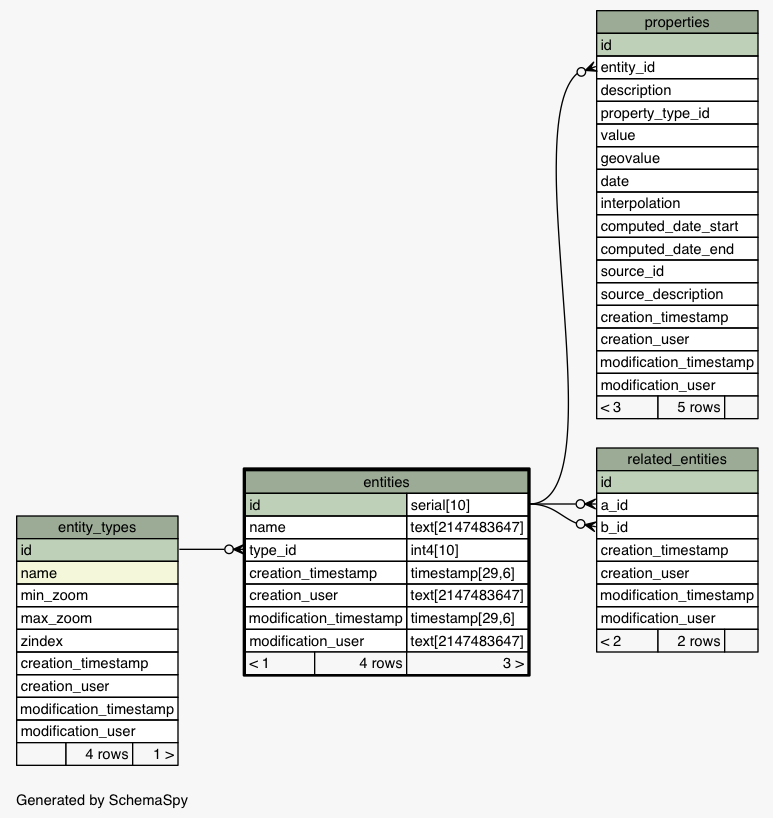 properties
id
entity_id
description
property_type_id
value
geovalue
date
interpolation
computed_date_start
computed_date_end
source_id
source_description
creation_timestamp
creation_user
modification_timestamp
modification_user
< 3 5 rows
related_entities
id
a_id
b_id
creation_timestamp
creation_user
modification_timestamp
modification_user
< 2 2 rows
entities
id serial[10]
name text[2147483647]
type_id int4[10]
creation_timestamp timestamp[29,6]
creation_user text[2147483647]
modification_timestamp timestamp[29,6]
modification_user text[2147483647]
< 1 4 rows 3 >
entity_types
id
name
min_zoom
max_zoom
zindex
creation_timestamp
creation_user
modification_timestamp
modification_user
4 rows 1 >
Generated by SchemaSpy